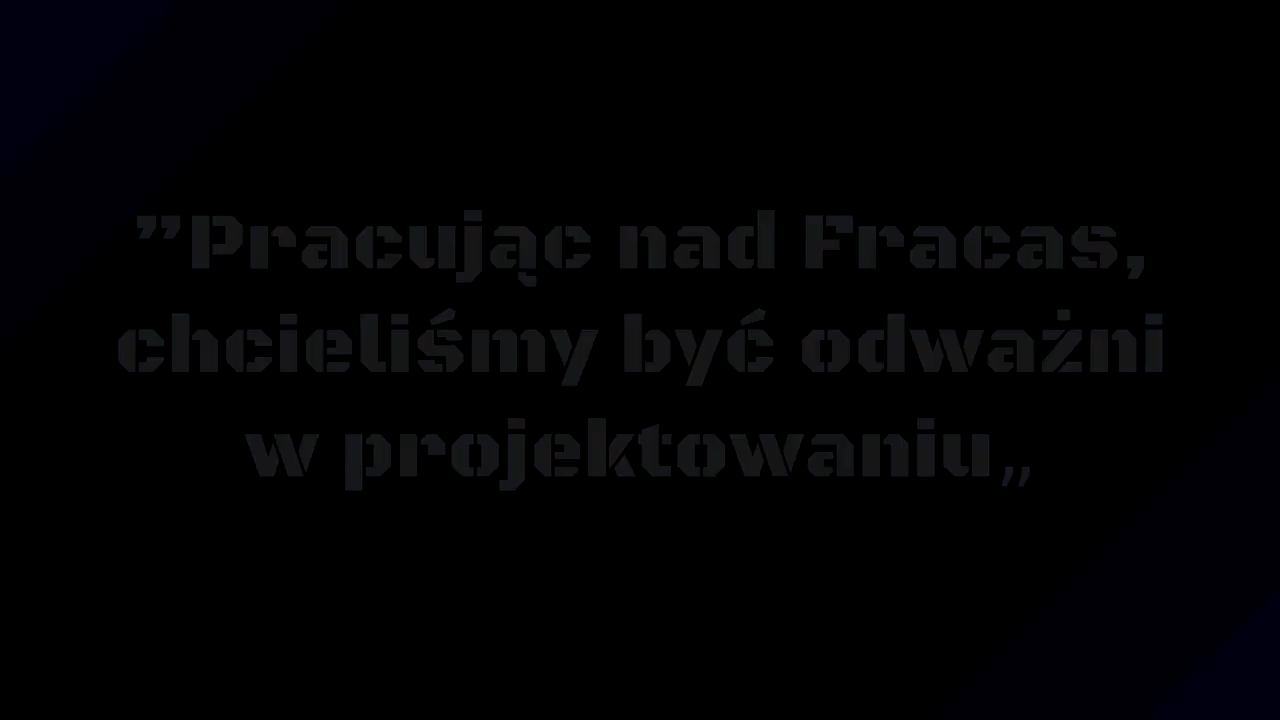 ”Pracując nad Fracas,
chcieliśmy być odważni
w projektowaniu„